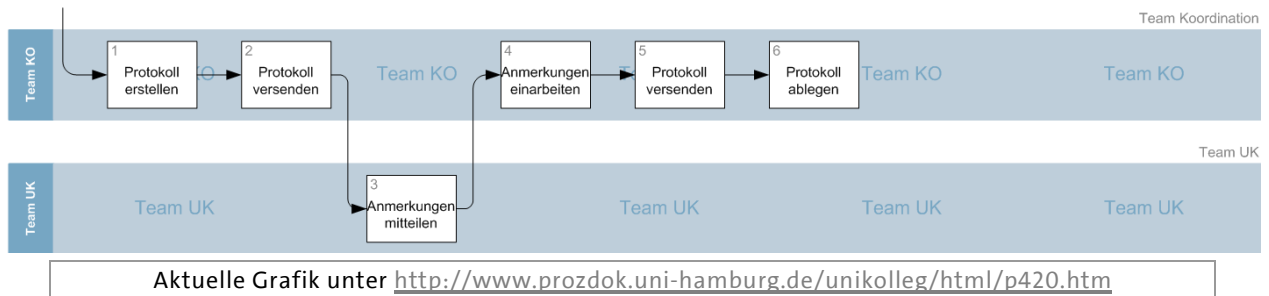 Team Koordination
Team KO
1
Protokoll
erstellen
2
Protokoll
versenden
Team KO
4
Anmerkungen
einarbeiten
5
Protokoll
versenden
6
Protokoll
ablegen
Team KO
Team KO
Team UK
Team UK
Team UK
3
Anmerkungen
mitteilen
Team UK
Team UK
Team UK
Aktuelle Grafik unter http://www.prozdok.uni-hamburg.de/unikolleg/html/p420.htm